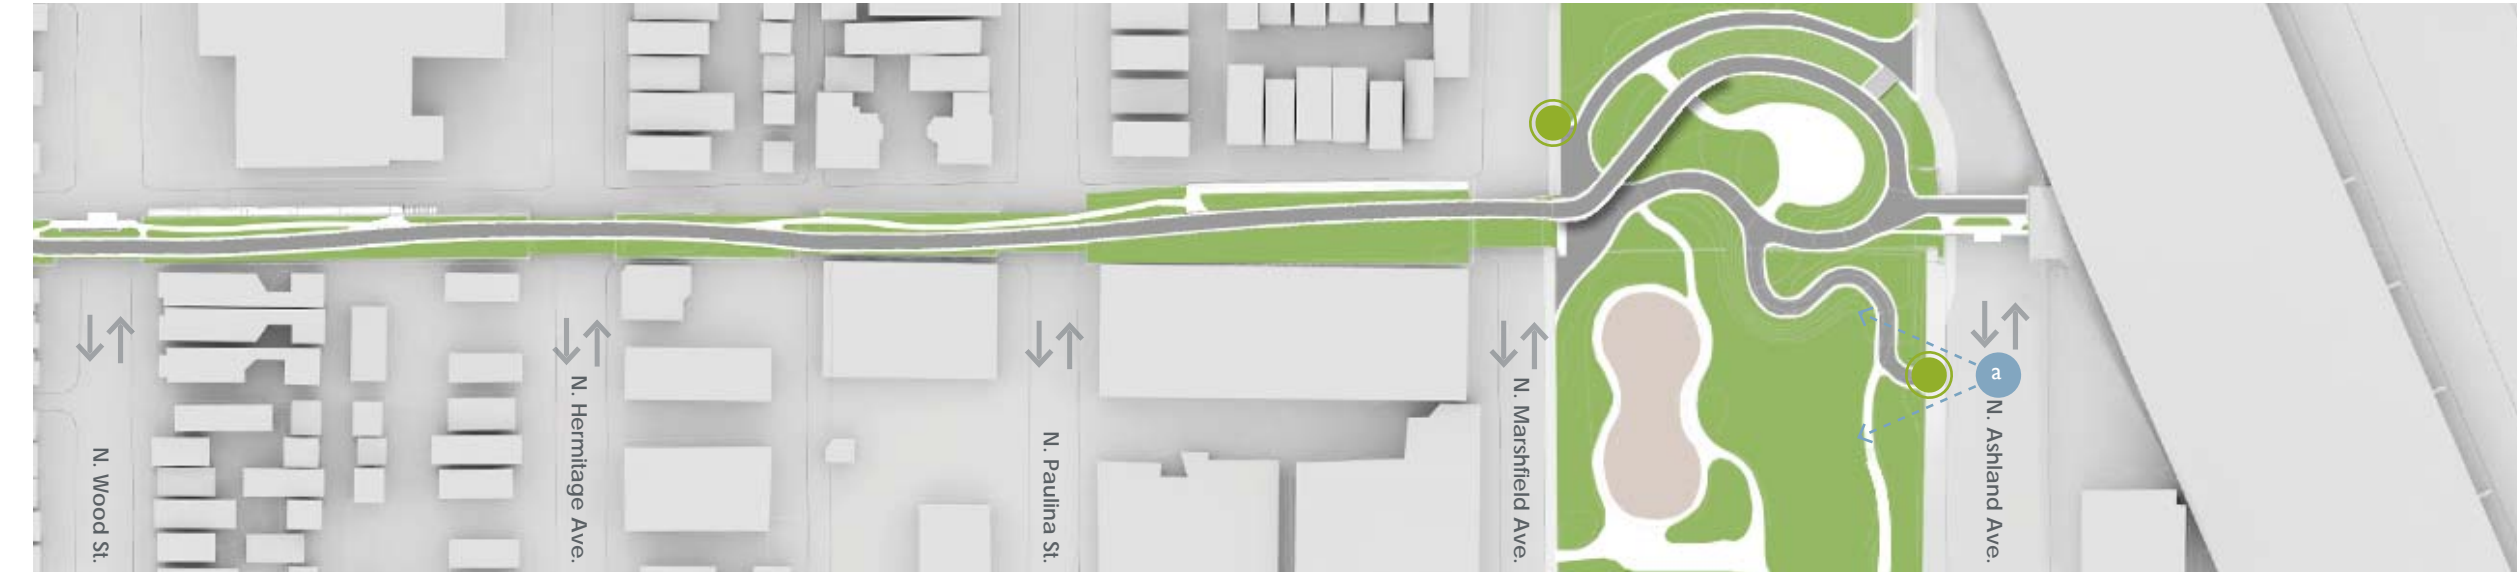 N. Wood St.
N. Hermitage Ave.
N. Paulina St.
N. Marshfield Ave.
a
N. Ashland Ave.